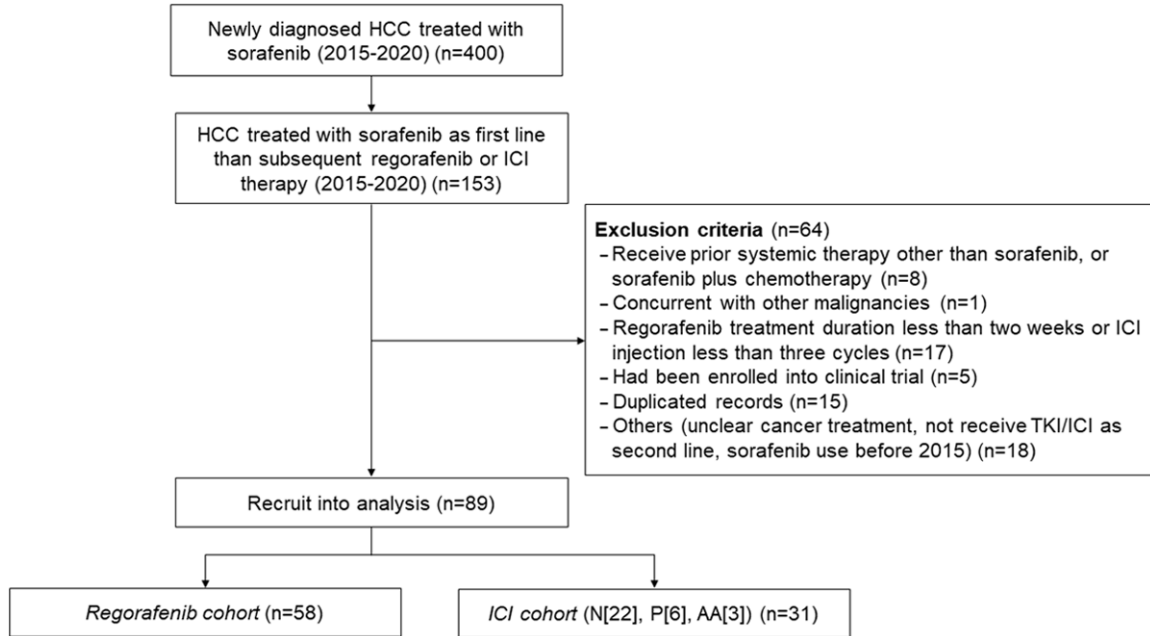 Newly diagnosed HCC treated with
sorafenib (2015-2020) (n=400)
HCC treated with sorafenib as first line
than subsequent regorafenib or ICI
therapy (2015-2020) (n=153)
Exclusion criteria (n=64)
- Receive prior systemic therapy other than sorafenib, or
sorafenib plus chemotherapy (n=8)
- Concurrent with other malignancies (n=1)
- Regorafenib treatment duration less than two weeks or ICI
injection less than three cycles (n=17)
- Had been enrolled into clinical trial (n=5)
- Duplicated records (n=15)
- Others (unclear cancer treatment, not receive TKI/ICI as
second line, sorafenib use before 2015) (n=18)
Recruit into analysis (n=89)
Regorafenib cohort (n=58)
ICI cohort (N[22], P[6], AA[3]) (n=31)